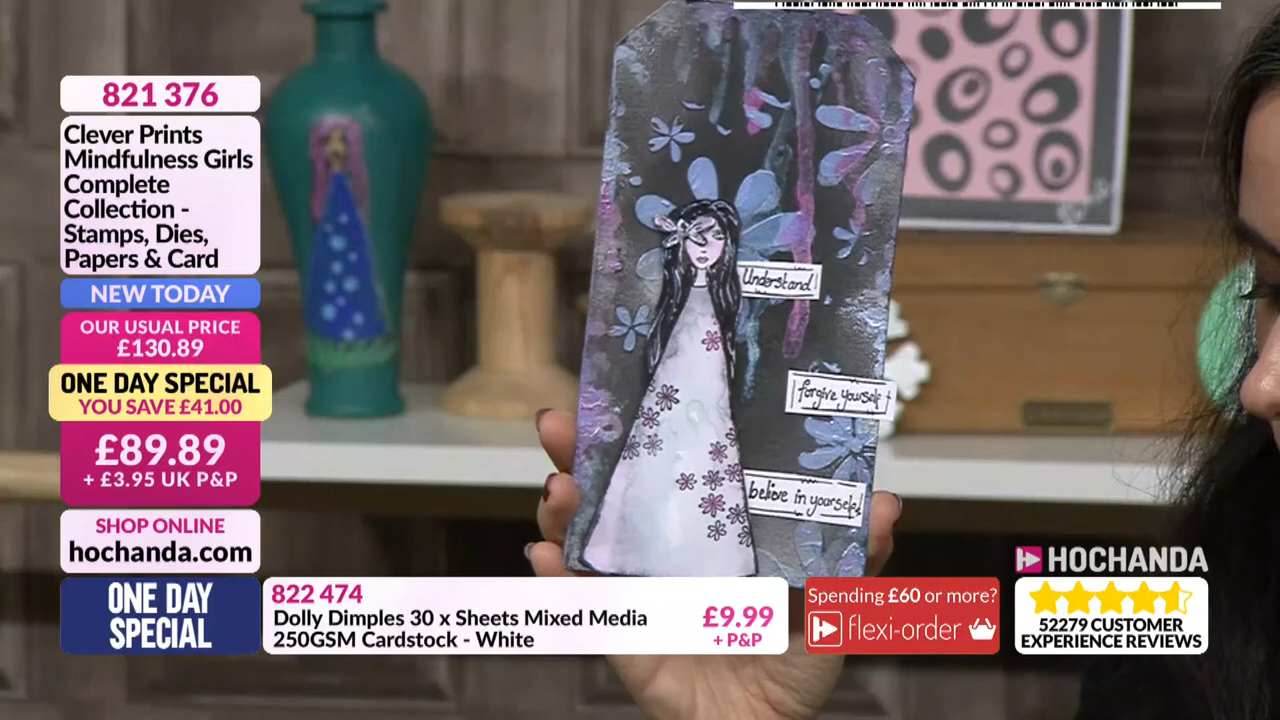 821 376
Clever Prints
Mindfulness Girls
Complete
Collection -
Stamps, Dies,
Papers & Card
NEW TODAY
OUR USUAL PRICE
£130.89
ONE DAY SPECIAL
YOU SAVE £41.00
£89.89
+ £3.95 UK P&P
SHOP ONLINE
hochanda.com
ONE DAY
SPECIAL
822 474
Dolly Dimples 30 x Sheets Mixed Media
250GSM Cardstock - White
£9.99
+ P&P
Spending £60 or more?
flexi-order
HOCHANDA
52279 CUSTOMER
EXPERIENCE REVIEWS
Understand
forgive yourself
believe in yourself